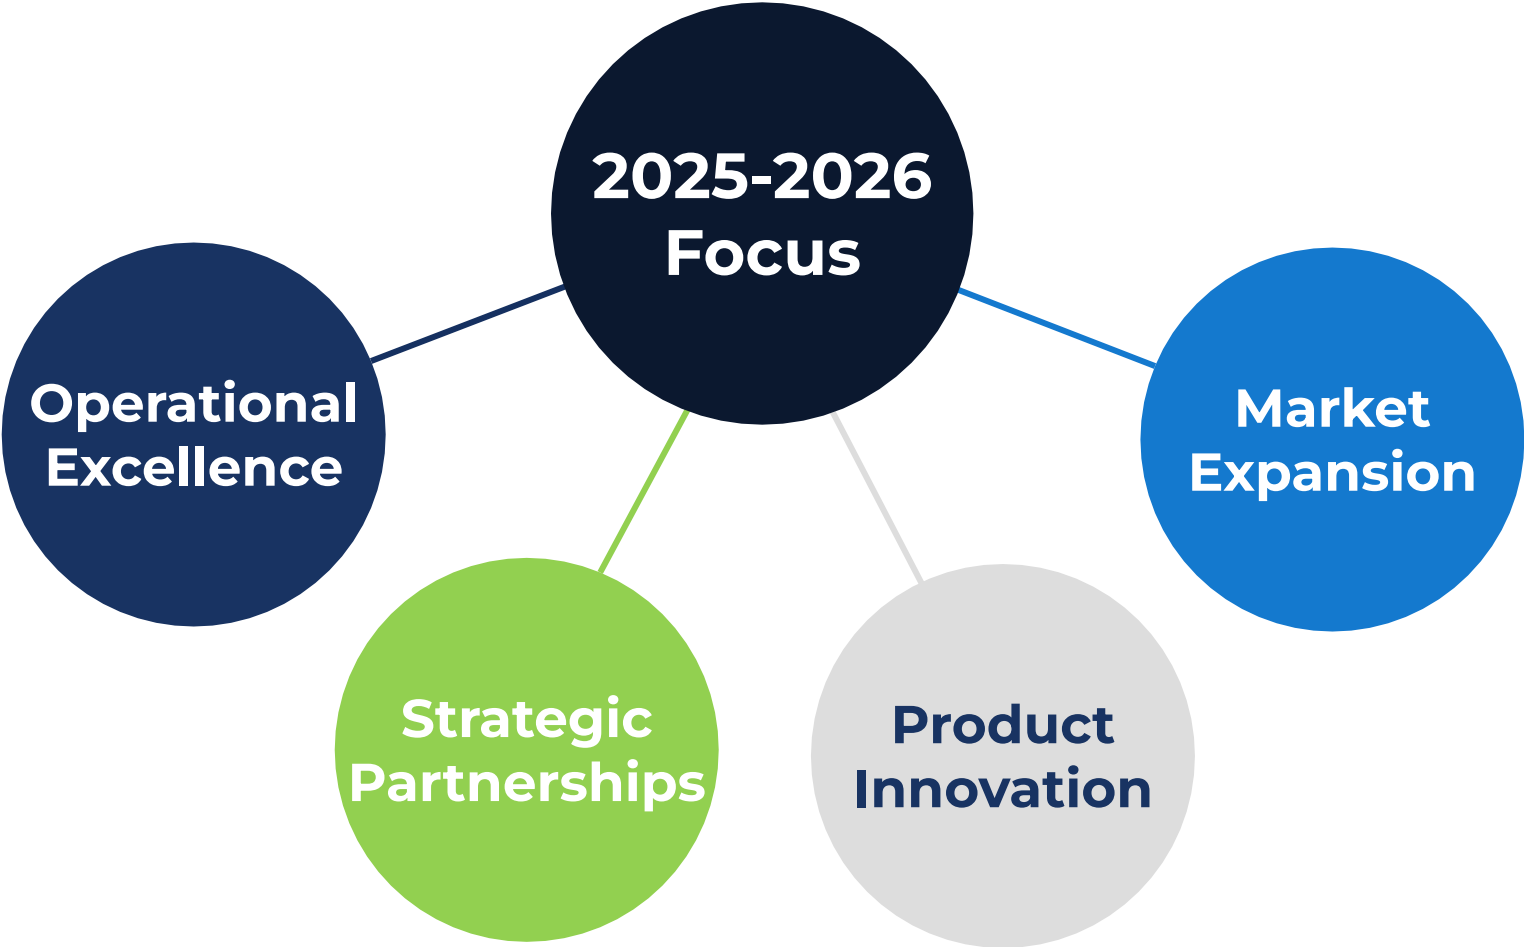 2025-2026
Focus
Operational
Excellence
Strategic
Partnerships
Product
Innovation
Market
Expansion